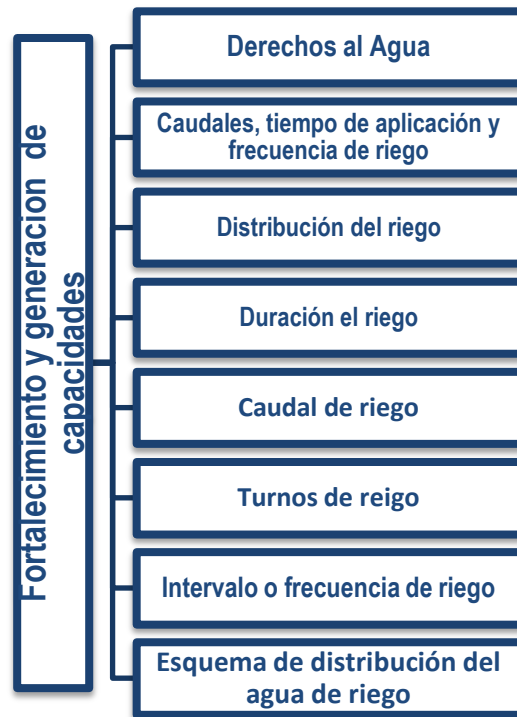 Fortalecimiento y generacion de
capacidades
Derechos al Agua
Caudales, tiempo de aplicación y
frecuencia de riego
Distribución del riego
Duración el riego
Caudal de riego
Turnos de reigo
Intervalo o frecuencia de riego
Esquema de distribución del
agua de riego